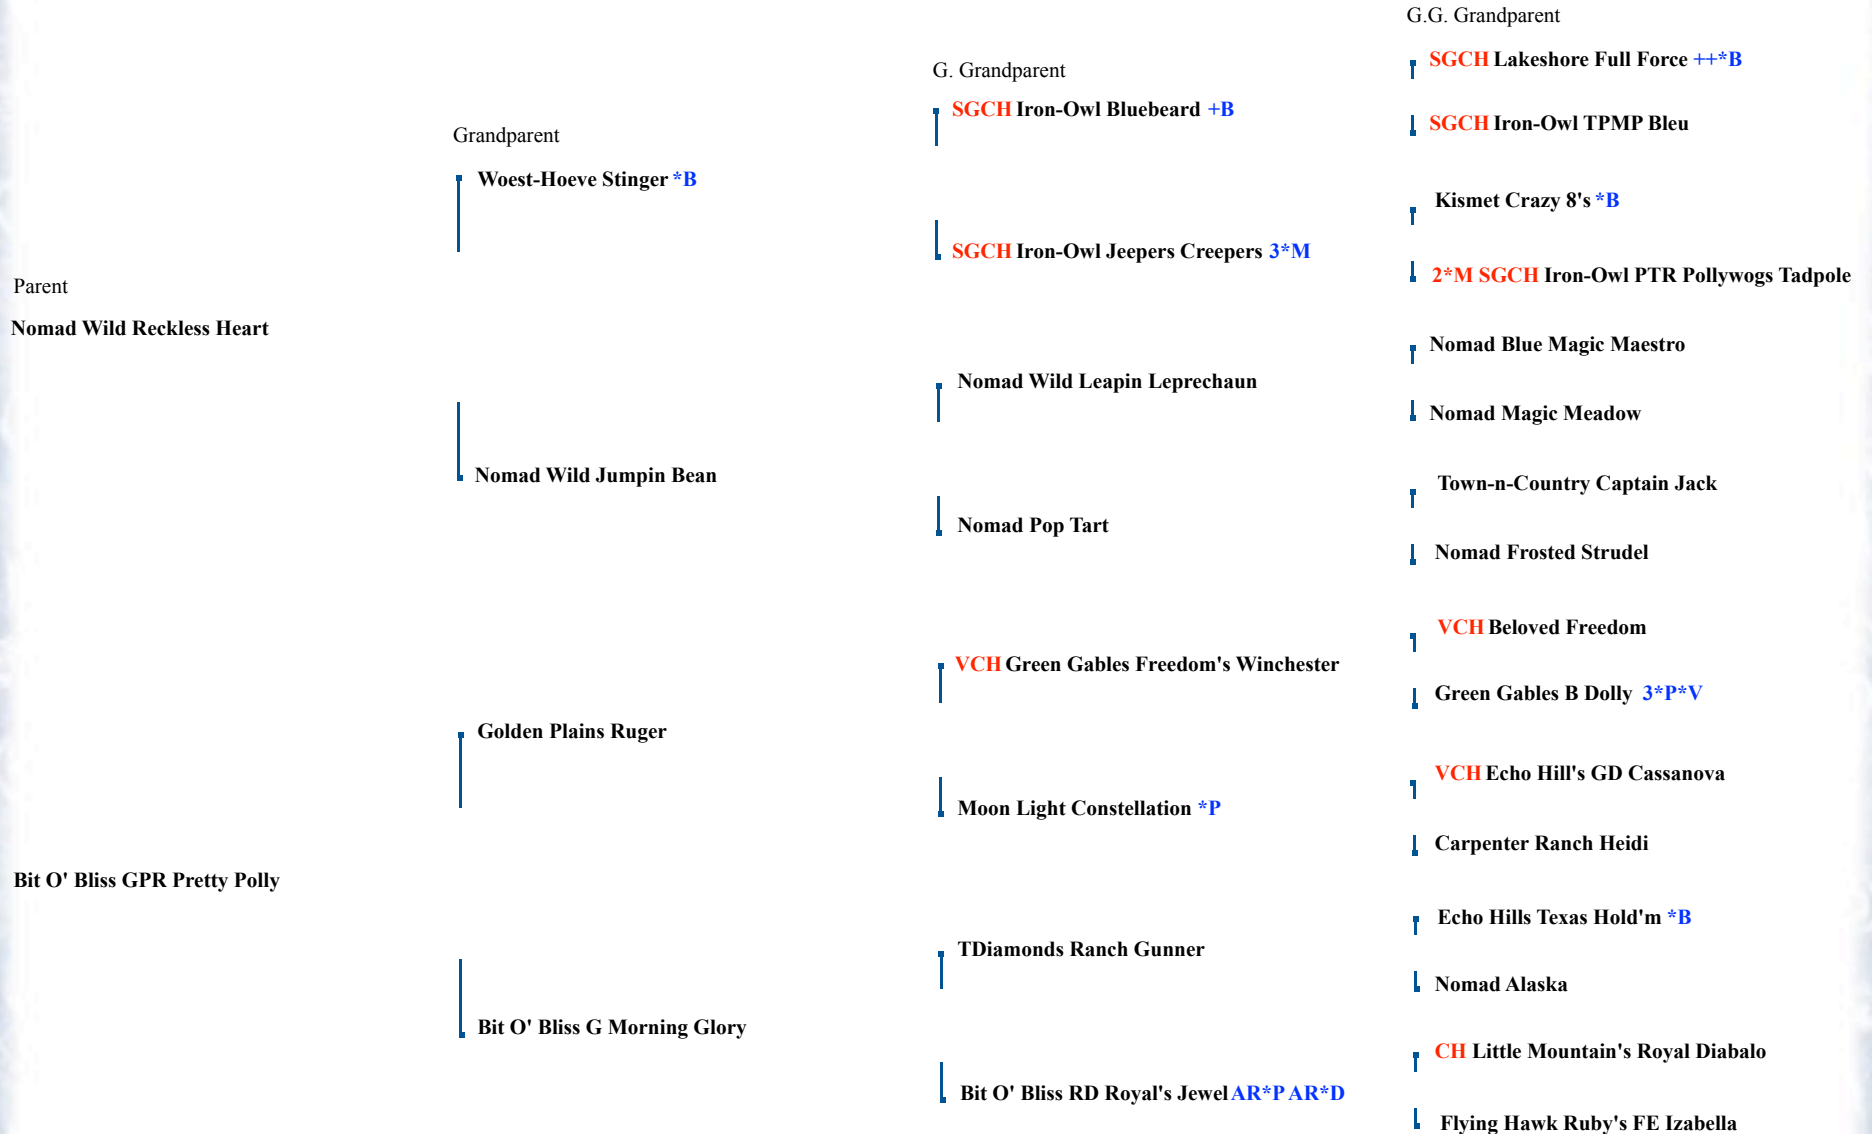 G.G. Grandparent
SGCH Lakeshore Full Force ++*B
G. Grandparent
SGCH Iron-Owl Bluebeard +B
SGCH Iron-Owl TPMP Bleu
Grandparent
Woest-Hoeve Stinger *B
Kismet Crazy 8's *B
SGCH Iron-Owl Jeepers Creepers 3*M
2*M SGCH Iron-Owl PTR Pollywogs Tadpole
Parent
Nomad Wild Reckless Heart
Nomad Blue Magic Maestro
Nomad Wild Leapin Leprechaun
Nomad Magic Meadow
Nomad Wild Jumpin Bean
Town-n-Country Captain Jack
Nomad Pop Tart
Nomad Frosted Strudel
VCH Beloved Freedom
VCH Green Gables Freedom's Winchester
Green Gables B Dolly 3*P*V
Golden Plains Ruger
VCH Echo Hill's GD Cassanova
Moon Light Constellation *P
Carpenter Ranch Heidi
Bit O' Bliss GPR Pretty Polly
Echo Hills Texas Hold'm *B
TDiamonds Ranch Gunner
Nomad Alaska
Bit O' Bliss G Morning Glory
CH Little Mountain's Royal Diabalo
Bit O' Bliss RD Royal's Jewel AR*P AR*D
Flying Hawk Ruby's FE Izabella